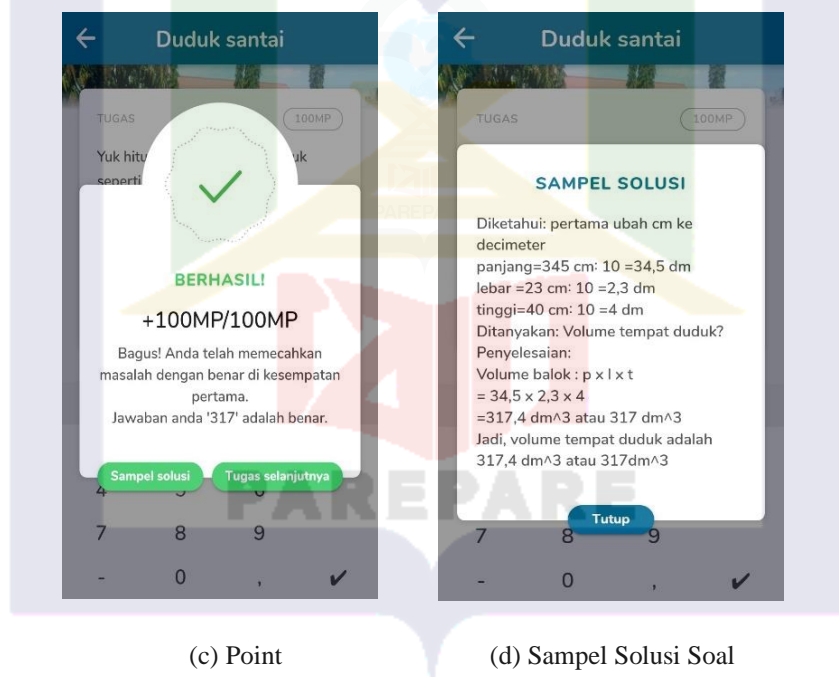 Duduk santai
TUGAS 100MP
Yuk hitu uk
seperti
BERHASIL!
+100MP/100MP
Bagus! Anda telah memecahkan
masalah dengan benar di kesempatan
pertama.
Jawaban anda '317' adalah benar.
Sampel solusi Tugas selanjutnya
7 8 9
- 0 , ✔
(c) Point
Duduk santai
TUGAS 100MP
SAMPEL SOLUSI
Diketahui: pertama ubah cm ke
decimeter
panjang=345 cm: 10 =34,5 dm
lebar =23 cm: 10 =2,3 dm
tinggi=40 cm: 10 =4 dm
Ditanyakan: Volume tempat duduk?
Penyelesaian:
Volume balok : p x l x t
= 34,5 x 2,3 x 4
=317,4 dm^3 atau 317 dm^3
Jadi, volume tempat duduk adalah
317,4 dm^3 atau 317dm^3
Tutup
7 8 9
- 0 , ✔
(d) Sampel Solusi Soal
PAREPARE